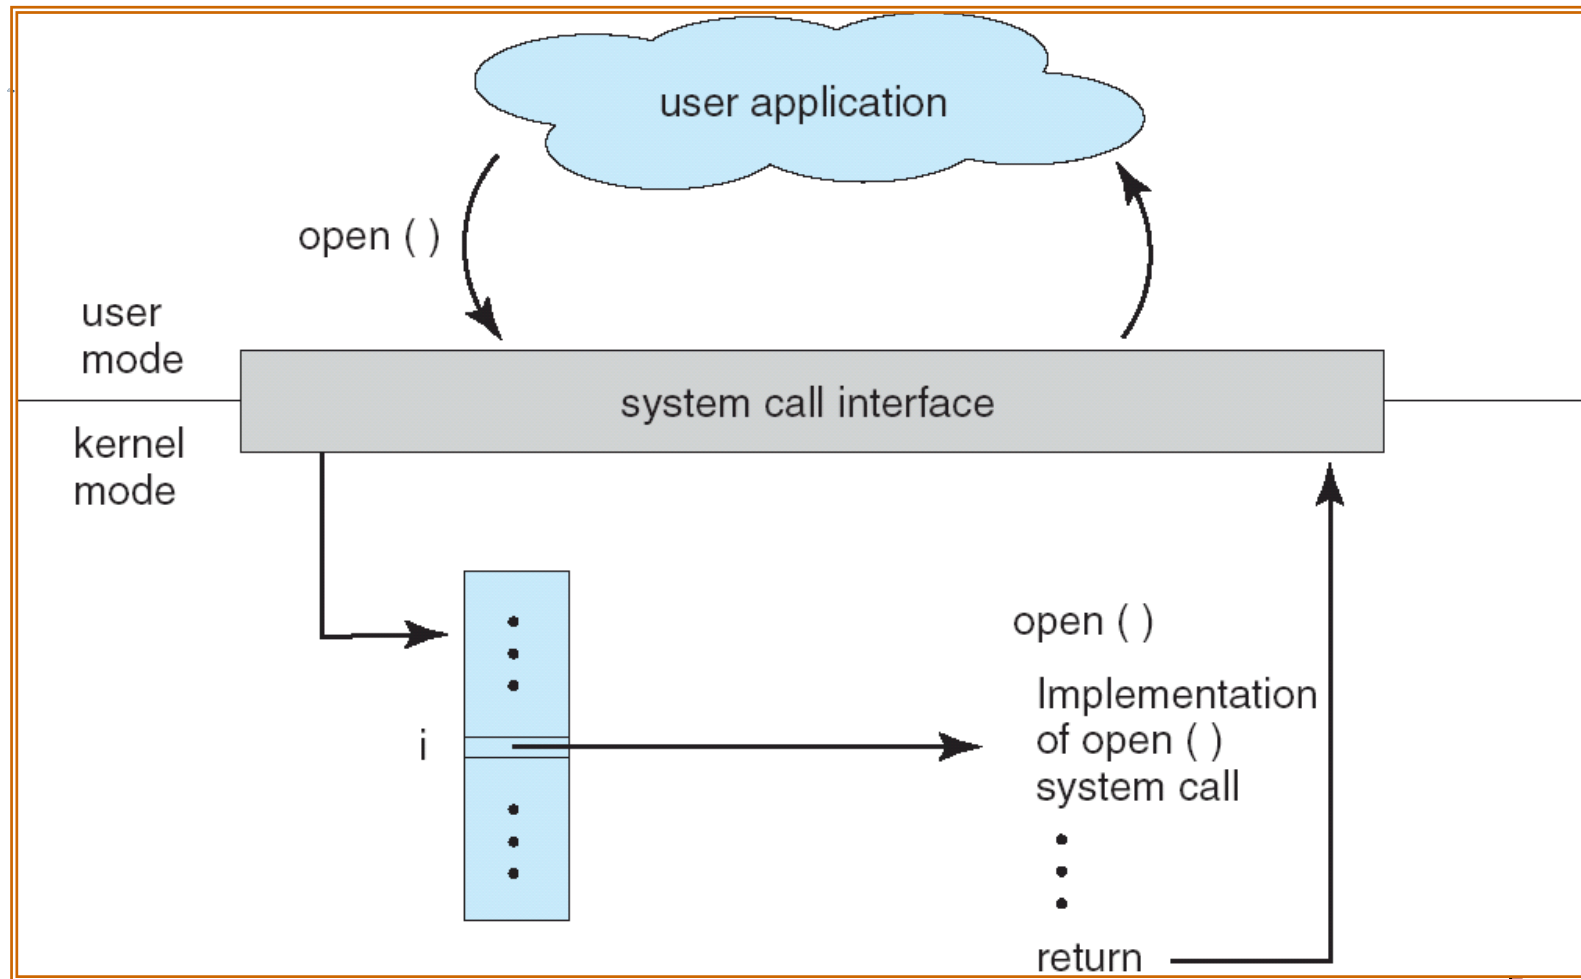 user application
open ( )
user
mode
system call interface
kernel
mode
open ( )
Implementation
of open ( )
system call
i
return